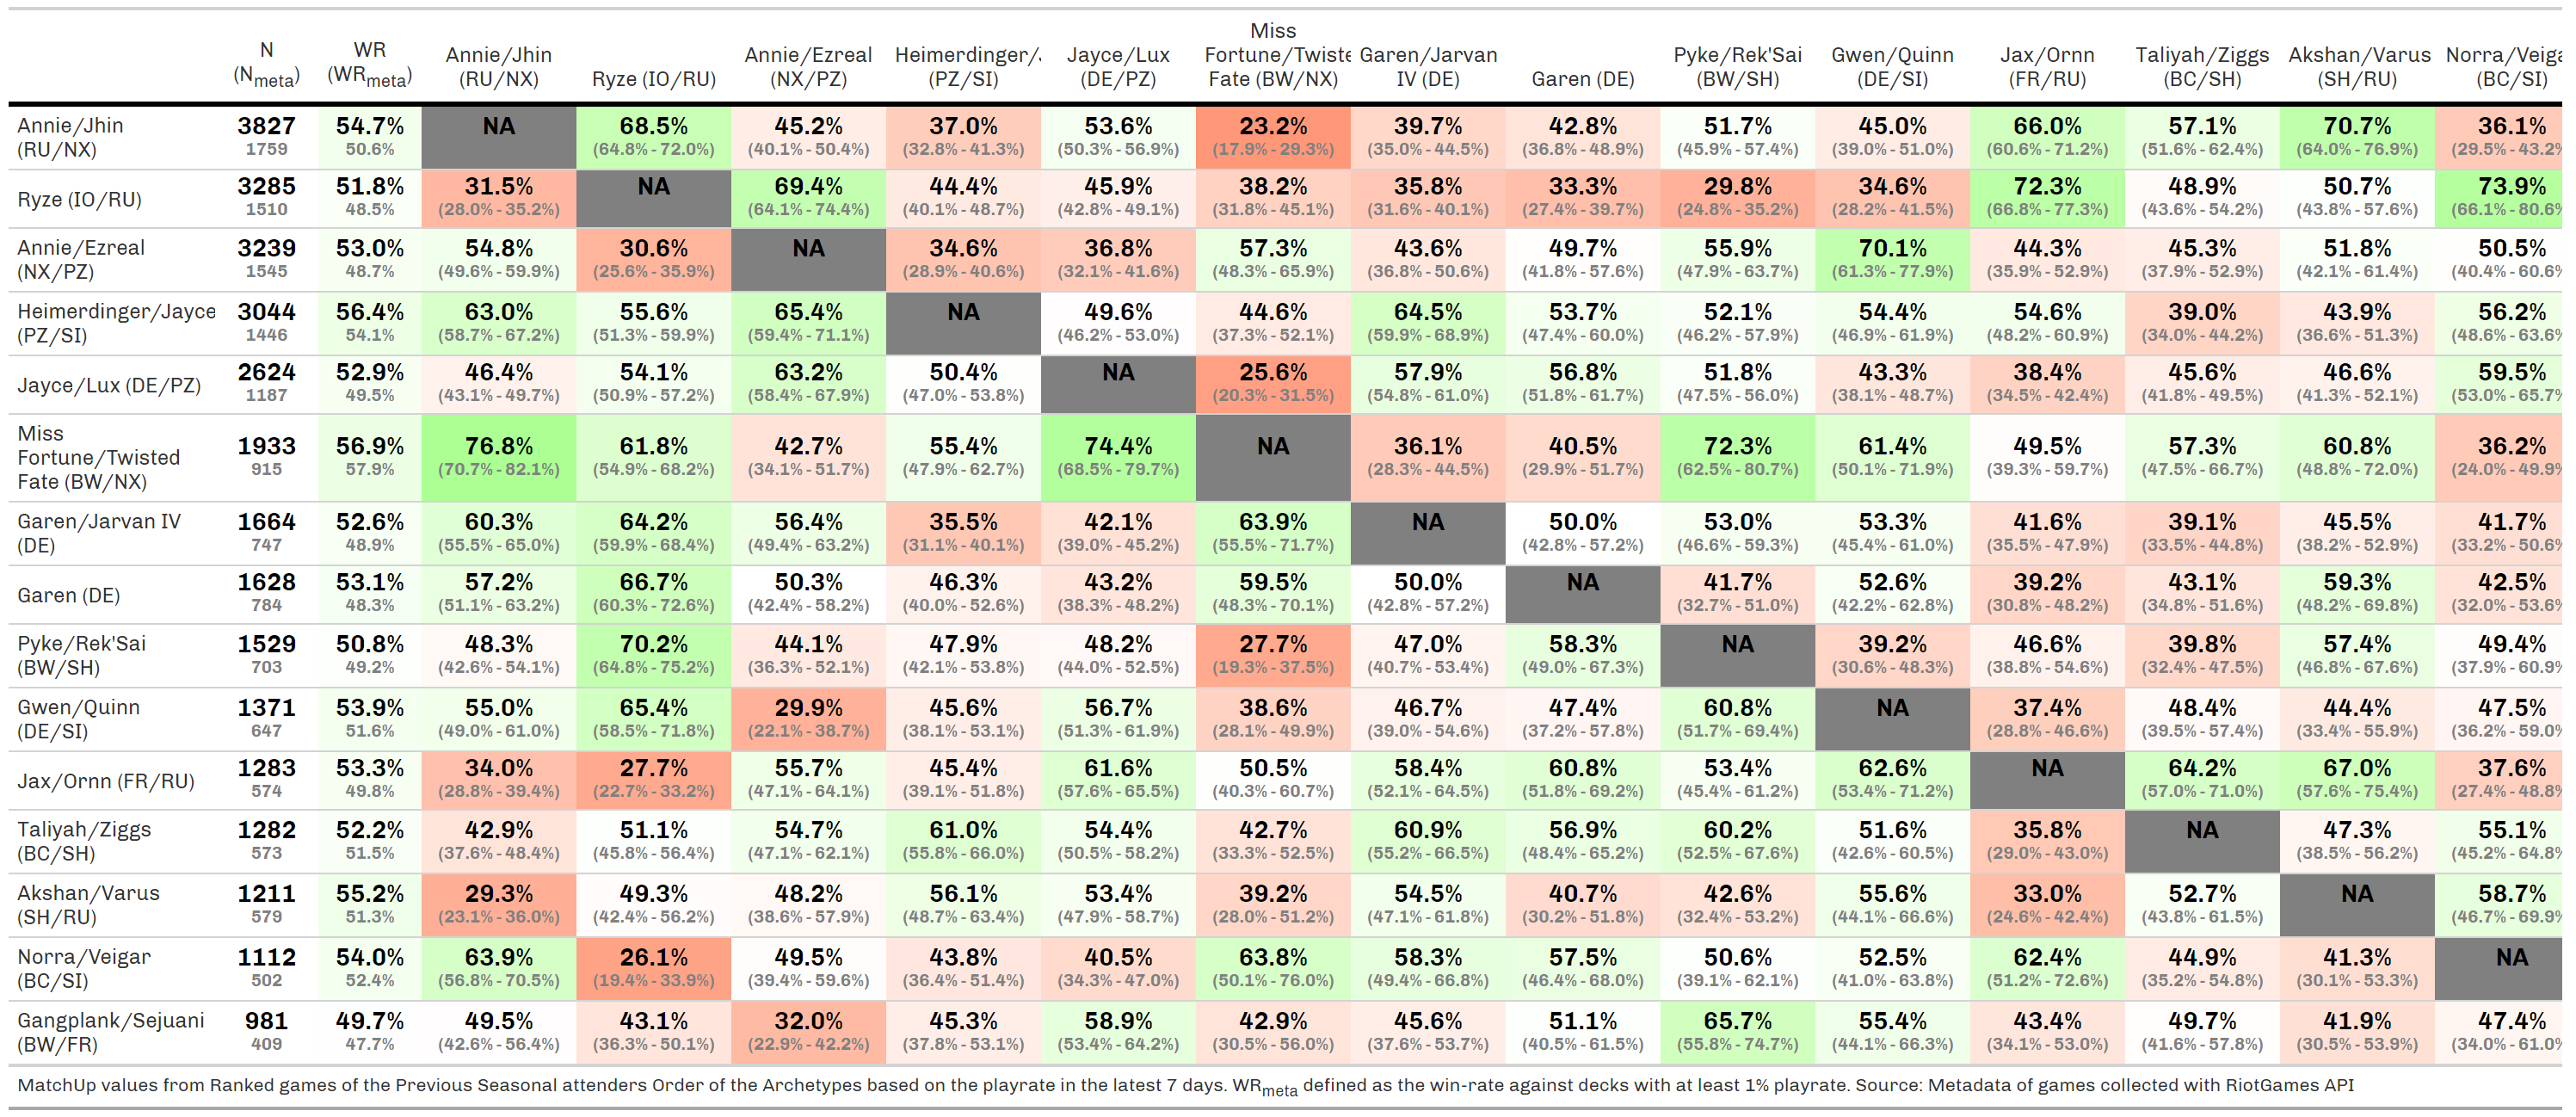 N (Nmeta) WR (WRmeta) Annie/Jhin (RU/NX) Ryze (IO/RU) Annie/Ezreal (NX/PZ) Heimerdinger/ (PZ/SI) Jayce/Lux (DE/PZ) Miss Fortune/Twiste Fate (BW/NX) Garen/Jarvan IV (DE) Garen (DE) Pyke/Rek'Sai (BW/SH) Gwen/Quinn (DE/SI) Jax/Ornn (FR/RU) Taliyah/Ziggs (BC/SH) Akshan/Varus (SH/RU) Norra/Veiga (BC/SI)
Annie/Jhin 3827 54.7% NA 68.5% 45.2% 37.0% 53.6% 23.2% 39.7% 42.8% 51.7% 45.0% 66.0% 57.1% 70.7% 36.1%
(RU/NX) 1759 50.6% (64.8% - 72.0%) (40.1% - 50.4%) (32.8% - 41.3%) (50.3% - 56.9%) (17.9% - 29.3%) (35.0% - 44.5%) (36.8% - 48.9%) (45.9% - 57.4%) (39.0% - 51.0%) (60.6% - 71.2%) (51.6% - 62.4%) (64.0% - 76.9%) (29.5% - 43.2%
Ryze (IO/RU) 3285 51.8% 31.5% NA 69.4% 44.4% 45.9% 38.2% 35.8% 33.3% 29.8% 34.6% 72.3% 48.9% 50.7% 73.9%
1510 48.5% (28.0% - 35.2%) (64.1% - 74.4%) (40.1% - 48.7%) (42.8% - 49.1%) (31.8% - 45.1%) (31.6% - 40.1%) (27.4% - 39.7%) (24.8% - 35.2%) (28.2% - 41.5%) (66.8% - 77.3%) (43.6% - 54.2%) (43.8% - 57.6%) (66.1% - 80.6%
Annie/Ezreal 3239 53.0% 54.8% 30.6% NA 34.6% 36.8% 57.3% 43.6% 49.7% 55.9% 70.1% 44.3% 45.3% 51.8% 50.5%
(NX/PZ) 1545 48.7% (49.6% - 59.9%) (25.6% - 35.9%) (28.9% - 40.6%) (32.1% - 41.6%) (48.3% - 65.9%) (36.8% - 50.6%) (41.8% - 57.6%) (47.9% - 63.7%) (61.3% - 77.9%) (35.9% - 52.9%) (37.9% - 52.9%) (42.1% - 61.4%) (40.4% - 60.6%
Heimerdinger/Jayce 3044 56.4% 63.0% 55.6% 65.4% NA 49.6% 44.6% 64.5% 53.7% 52.1% 54.4% 54.6% 39.0% 43.9% 56.2%
(PZ/SI) 1446 54.1% (58.7% - 67.2%) (51.3% - 59.9%) (59.4% - 71.1%) (46.2% - 53.0%) (37.3% - 52.1%) (59.9% - 68.9%) (47.4% - 60.0%) (46.2% - 57.9%) (46.9% - 61.9%) (48.2% - 60.9%) (34.0% - 44.2%) (36.6% - 51.3%) (48.6% - 63.6%
Jayce/Lux (DE/PZ) 2624 52.9% 46.4% 54.1% 63.2% 50.4% NA 25.6% 57.9% 56.8% 51.8% 43.3% 38.4% 45.6% 46.6% 59.5%
1187 49.5% (43.1% - 49.7%) (50.9% - 57.2%) (58.4% - 67.9%) (47.0% - 53.8%) (20.3% - 31.5%) (54.8% - 61.0%) (51.8% - 61.7%) (47.5% - 56.0%) (38.1% - 48.7%) (34.5% - 42.4%) (41.8% - 49.5%) (41.3% - 52.1%) (53.0% - 65.7%
Miss
Fortune/Twisted 1933 56.9% 76.8% 61.8% 42.7% 55.4% 74.4% NA 36.1% 40.5% 72.3% 61.4% 49.5% 57.3% 60.8% 36.2%
Fate (BW/NX) 915 57.9% (70.7% - 82.1%) (54.9% - 68.2%) (34.1% - 51.7%) (47.9% - 62.7%) (68.5% - 79.7%) (28.3% - 44.5%) (29.9% - 51.7%) (62.5% - 80.7%) (50.1% - 71.9%) (39.3% - 59.7%) (47.5% - 66.7%) (48.8% - 72.0%) (24.0% - 49.9%
Garen/Jarvan IV 1664 52.6% 60.3% 64.2% 56.4% 35.5% 42.1% 63.9% NA 50.0% 53.0% 53.3% 41.6% 39.1% 45.5% 41.7%
(DE) 747 48.9% (55.5% - 65.0%) (59.9% - 68.4%) (49.4% - 63.2%) (31.1% - 40.1%) (39.0% - 45.2%) (55.5% - 71.7%) (42.8% - 57.2%) (46.6% - 59.3%) (45.4% - 61.0%) (35.5% - 47.9%) (33.5% - 44.8%) (38.2% - 52.9%) (33.2% - 50.6%
Garen (DE) 1628 53.1% 57.2% 66.7% 50.3% 46.3% 43.2% 59.5% 50.0% NA 41.7% 52.6% 39.2% 43.1% 59.3% 42.5%
784 48.3% (51.1% - 63.2%) (60.3% - 72.6%) (42.4% - 58.2%) (40.0% - 52.6%) (38.3% - 48.2%) (48.3% - 70.1%) (42.8% - 57.2%) (32.7% - 51.0%) (42.2% - 62.8%) (30.8% - 48.2%) (34.8% - 51.6%) (48.2% - 69.8%) (32.0% - 53.6%
Pyke/Rek'Sai 1529 50.8% 48.3% 70.2% 44.1% 47.9% 48.2% 27.7% 47.0% 58.3% NA 39.2% 46.6% 39.8% 57.4% 49.4%
(BW/SH) 703 49.2% (42.6% - 54.1%) (64.8% - 75.2%) (36.3% - 52.1%) (42.1% - 53.8%) (44.0% - 52.5%) (19.3% - 37.5%) (40.7% - 53.4%) (49.0% - 67.3%) (30.6% - 48.3%) (38.8% - 54.6%) (32.4% - 47.5%) (46.8% - 67.6%) (37.9% - 60.9%
Gwen/Quinn 1371 53.9% 55.0% 65.4% 29.9% 45.6% 56.7% 38.6% 46.7% 47.4% 60.8% NA 37.4% 48.4% 44.4% 47.5%
(DE/SI) 647 51.6% (49.0% - 61.0%) (58.5% - 71.8%) (22.1% - 38.7%) (38.1% - 53.1%) (51.3% - 61.9%) (28.1% - 49.9%) (39.0% - 54.6%) (37.2% - 57.8%) (51.7% - 69.4%) (28.8% - 46.6%) (39.5% - 57.4%) (33.4% - 55.9%) (36.2% - 59.0%
Jax/Ornn (FR/RU) 1283 53.3% 34.0% 27.7% 55.7% 45.4% 61.6% 50.5% 58.4% 60.8% 53.4% 62.6% NA 64.2% 67.0% 37.6%
574 49.8% (28.8% - 39.4%) (22.7% - 33.2%) (47.1% - 64.1%) (39.1% - 51.8%) (57.6% - 65.5%) (40.3% - 60.7%) (52.1% - 64.5%) (51.8% - 69.2%) (45.4% - 61.2%) (53.4% - 71.2%) (57.0% - 71.0%) (57.6% - 75.4%) (27.4% - 48.8%
Taliyah/Ziggs 1282 52.2% 42.9% 51.1% 54.7% 61.0% 54.4% 42.7% 60.9% 56.9% 60.2% 51.6% 35.8% NA 47.3% 55.1%
(BC/SH) 573 51.5% (37.6% - 48.4%) (45.8% - 56.4%) (47.1% - 62.1%) (55.8% - 66.0%) (50.5% - 58.2%) (33.3% - 52.5%) (55.2% - 66.5%) (48.4% - 65.2%) (52.5% - 67.6%) (42.6% - 60.5%) (29.0% - 43.0%) (38.5% - 56.2%) (45.2% - 64.8%
Akshan/Varus 1211 55.2% 29.3% 49.3% 48.2% 56.1% 53.4% 39.2% 54.5% 40.7% 42.6% 55.6% 33.0% 52.7% NA 58.7%
(SH/RU) 579 51.3% (23.1% - 36.0%) (42.4% - 56.2%) (38.6% - 57.9%) (48.7% - 63.4%) (47.9% - 58.7%) (28.0% - 51.2%) (47.1% - 61.8%) (30.2% - 51.8%) (32.4% - 53.2%) (44.1% - 66.6%) (24.6% - 42.4%) (43.8% - 61.5%) (46.7% - 69.9%
Norra/Veigar 1112 54.0% 63.9% 26.1% 49.5% 43.8% 40.5% 63.8% 58.3% 57.5% 50.6% 52.5% 62.4% 44.9% 41.3% NA
(BC/SI) 502 52.4% (56.8% - 70.5%) (19.4% - 33.9%) (39.4% - 59.6%) (36.4% - 51.4%) (34.3% - 47.0%) (50.1% - 76.0%) (49.4% - 66.8%) (46.4% - 68.0%) (39.1% - 62.1%) (41.0% - 63.8%) (51.2% - 72.6%) (35.2% - 54.8%) (30.1% - 53.3%)
Gangplank/Sejuani 981 49.7% 49.5% 43.1% 32.0% 45.3% 58.9% 42.9% 45.6% 51.1% 65.7% 55.4% 43.4% 49.7% 41.9% 47.4%
(BW/FR) 409 47.7% (42.6% - 56.4%) (36.3% - 50.1%) (22.9% - 42.2%) (37.8% - 53.1%) (53.4% - 64.2%) (30.5% - 56.0%) (37.6% - 53.7%) (40.5% - 61.5%) (55.8% - 74.7%) (44.1% - 66.3%) (34.1% - 53.0%) (41.6% - 57.8%) (30.5% - 53.9%) (34.0% - 61.0%
MatchUp values from Ranked games of the Previous Seasonal attenders Order of the Archetypes based on the playrate in the latest 7 days. WRmeta defined as the win-rate against decks with at least 1% playrate. Source: Metadata of games collected with RiotGames API